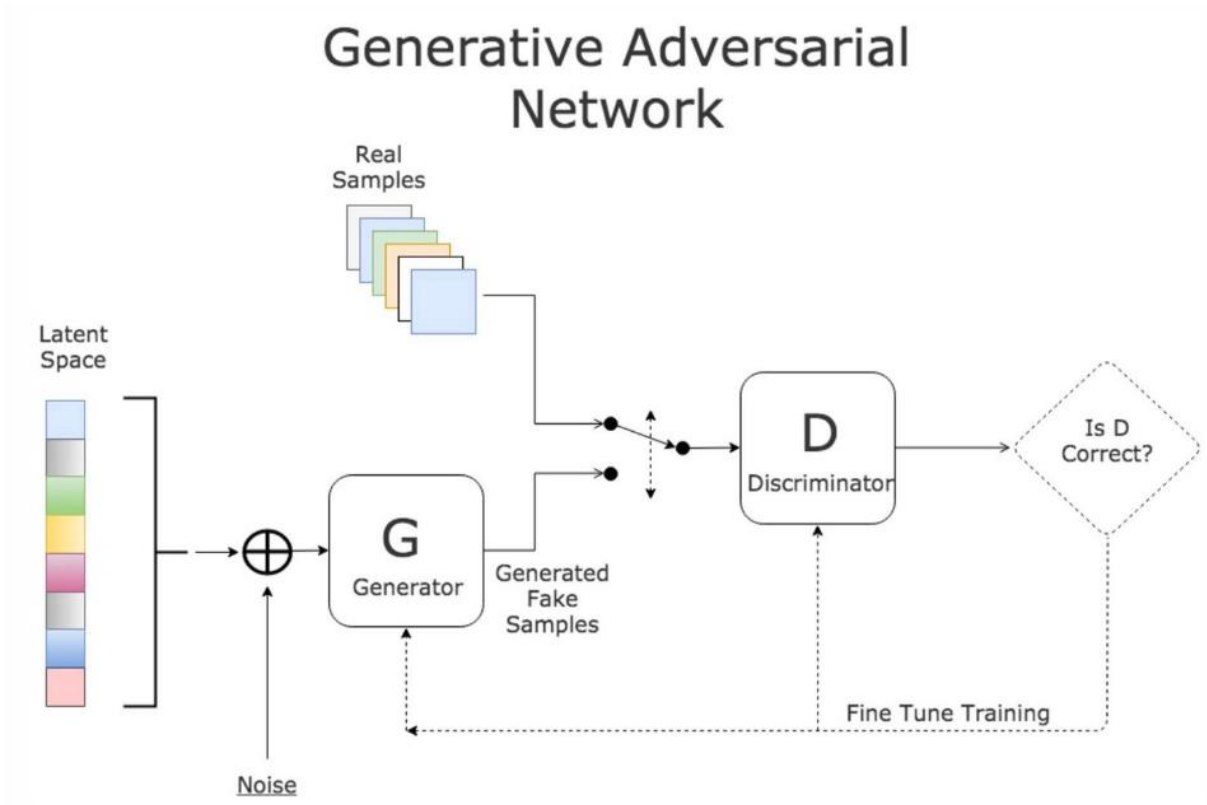 Generative Adversarial
Network
Real
Samples
Latent
Space
D
Discriminator
Is D
Correct?
G
Generator
Generated
Fake
Samples
Fine Tune Training
Noise